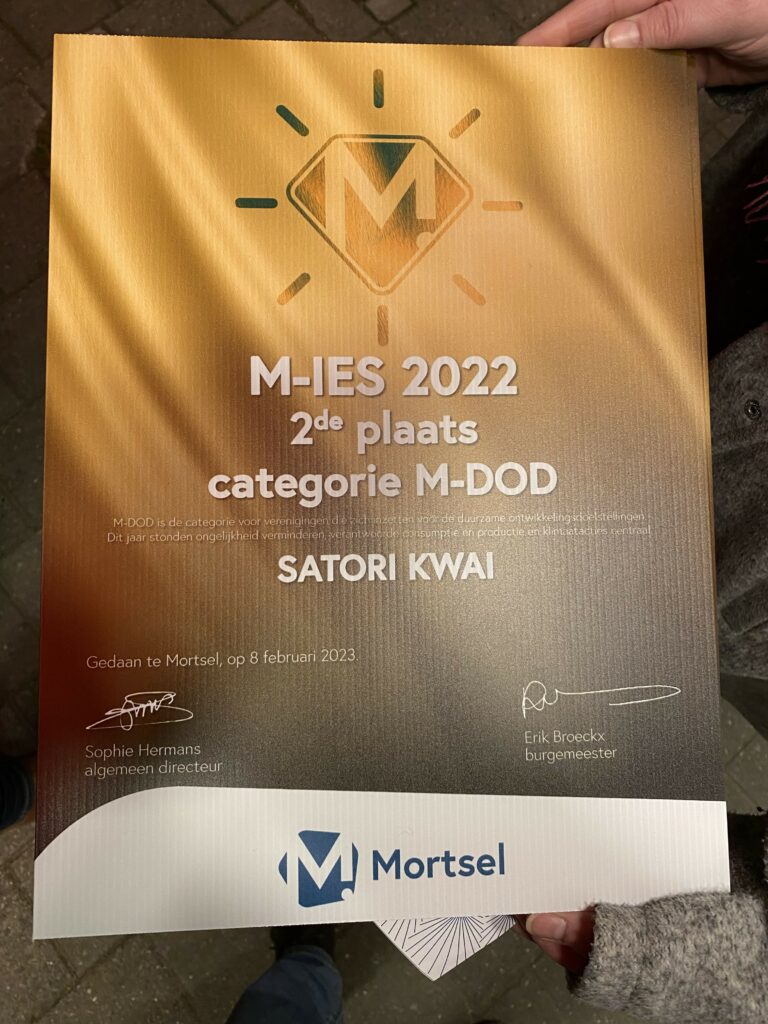 M.
M-IES 2022
2de plaats
categorie M-DOD
M-DOD is de categorie voor verenigingen die zich inzetten voor de duurzame ontwikkelingsdoelstellingen.
Dit jaar stonden ongelijkheid verminderen, verantwoorde consumptie en productie en klimaatacties centraal.
SATORI KWAI
Gedaan te Mortsel, op 8 februari 2023.
Sophie Hermans
algemeen directeur
Erik Broeckx
burgemeester
M. Mortsel